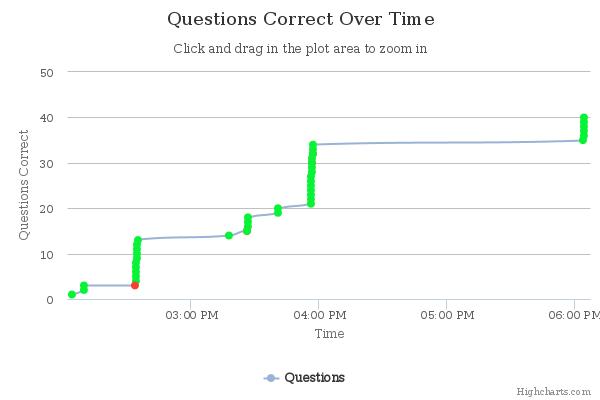 Questions Correct Over Time
Click and drag in the plot area to zoom in
Questions Correct
50
40
30
20
10
0
03:00 PM
04:00 PM
05:00 PM
06:00 PM
Time
Questions
Highcharts.com